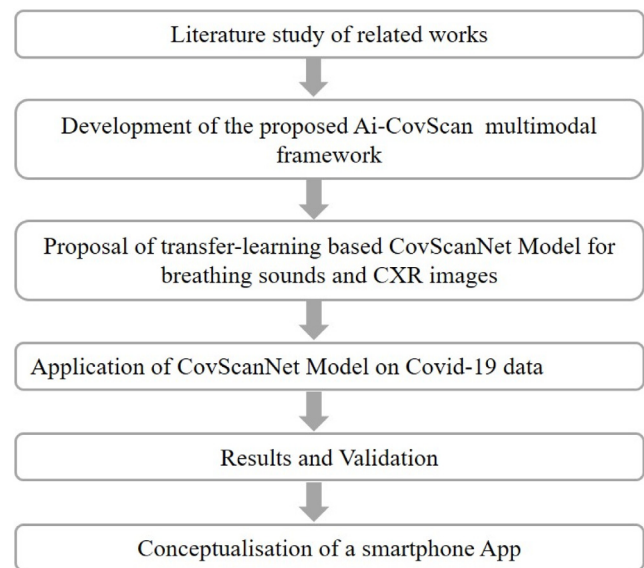 Literature study of related works
Development of the proposed Ai-CovScan multimodal
framework
Proposal of transfer-learning based CovScanNet Model for
breathing sounds and CXR images
Application of CovScanNet Model on Covid-19 data
Results and Validation
Conceptualisation of a smartphone App